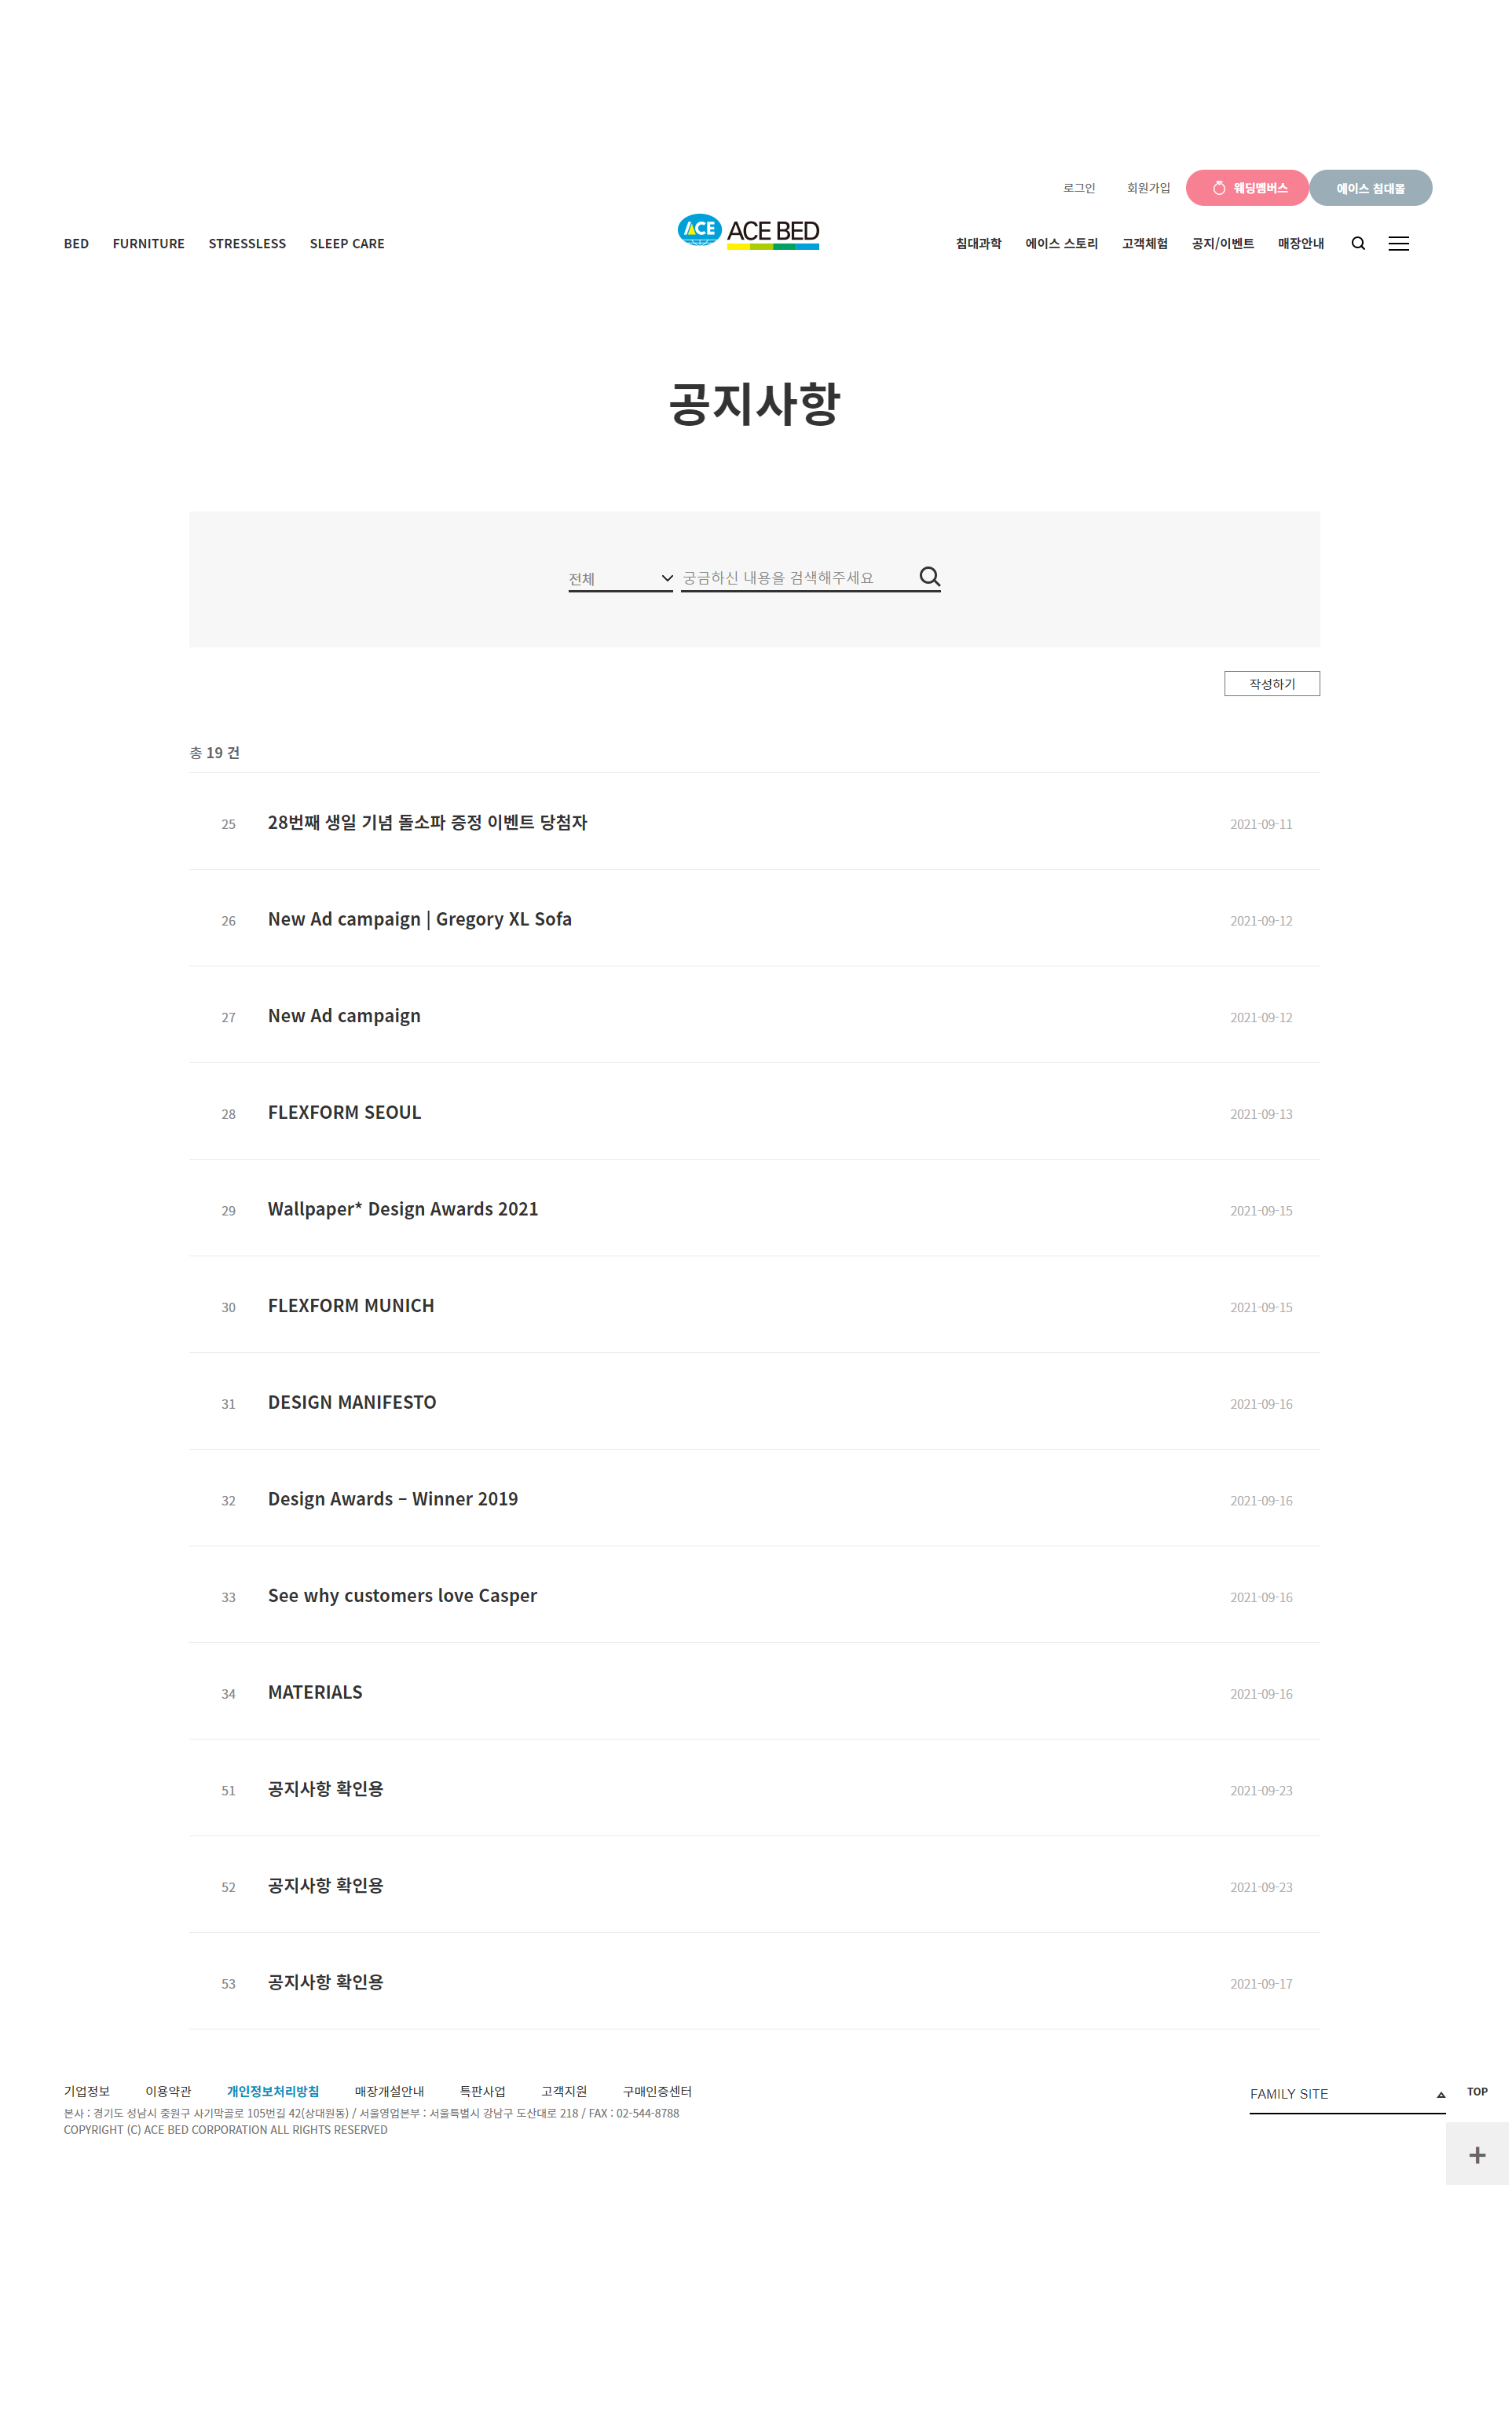 로그인 회원가입 웨딩멤버스 에이스 침대몰
BED FURNITURE STRESSLESS SLEEP CARE ACE ACE BED 침대과학 에이스 스토리 고객체험 공지/이벤트 매장안내
공지사항
전체 궁금하신 내용을 검색해주세요
작성하기
총 19 건
25 28번째 생일 기념 돌소파 증정 이벤트 당첨자 2021-09-11
26 New Ad campaign | Gregory XL Sofa 2021-09-12
27 New Ad campaign 2021-09-12
28 FLEXFORM SEOUL 2021-09-13
29 Wallpaper* Design Awards 2021 2021-09-15
30 FLEXFORM MUNICH 2021-09-15
31 DESIGN MANIFESTO 2021-09-16
32 Design Awards – Winner 2019 2021-09-16
33 See why customers love Casper 2021-09-16
34 MATERIALS 2021-09-16
51 공지사항 확인용 2021-09-23
52 공지사항 확인용 2021-09-23
53 공지사항 확인용 2021-09-17
기업정보 이용약관 개인정보처리방침 매장개설안내 특판사업 고객지원 구매인증센터 FAMILY SITE TOP
본사 : 경기도 성남시 중원구 사기막골로 105번길 42(상대원동) / 서울영업본부 : 서울특별시 강남구 도산대로 218 / FAX : 02-544-8788
COPYRIGHT (C) ACE BED CORPORATION ALL RIGHTS RESERVED
+